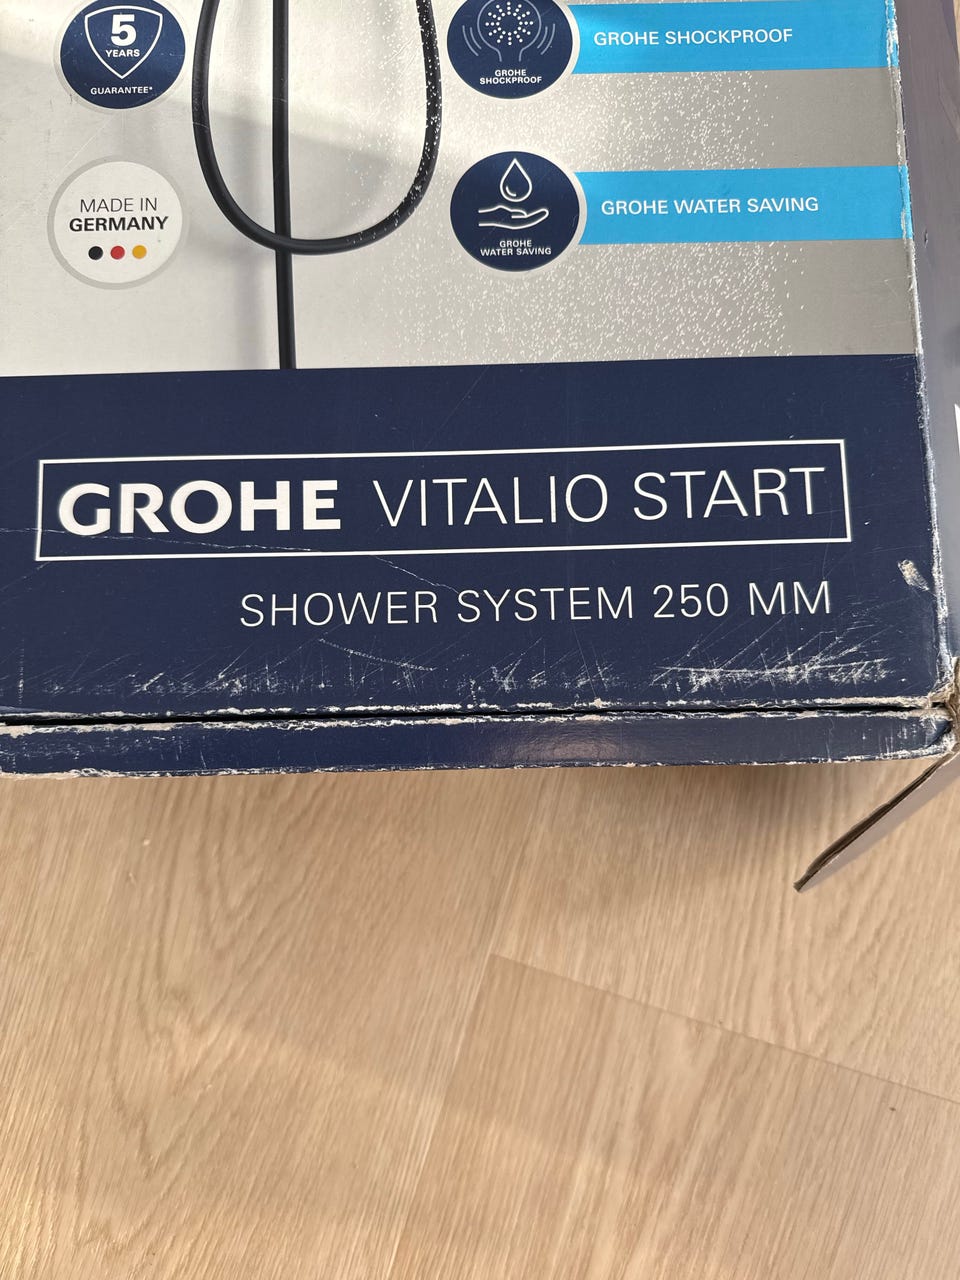 5
YEARS
GUARANTEE*
GROHE
SHOCKPROOF
GROHE SHOCKPROOF
MADE IN
GERMANY
GROHE
WATER SAVING
GROHE WATER SAVING
GROHE VITALIO START
SHOWER SYSTEM 250 MM